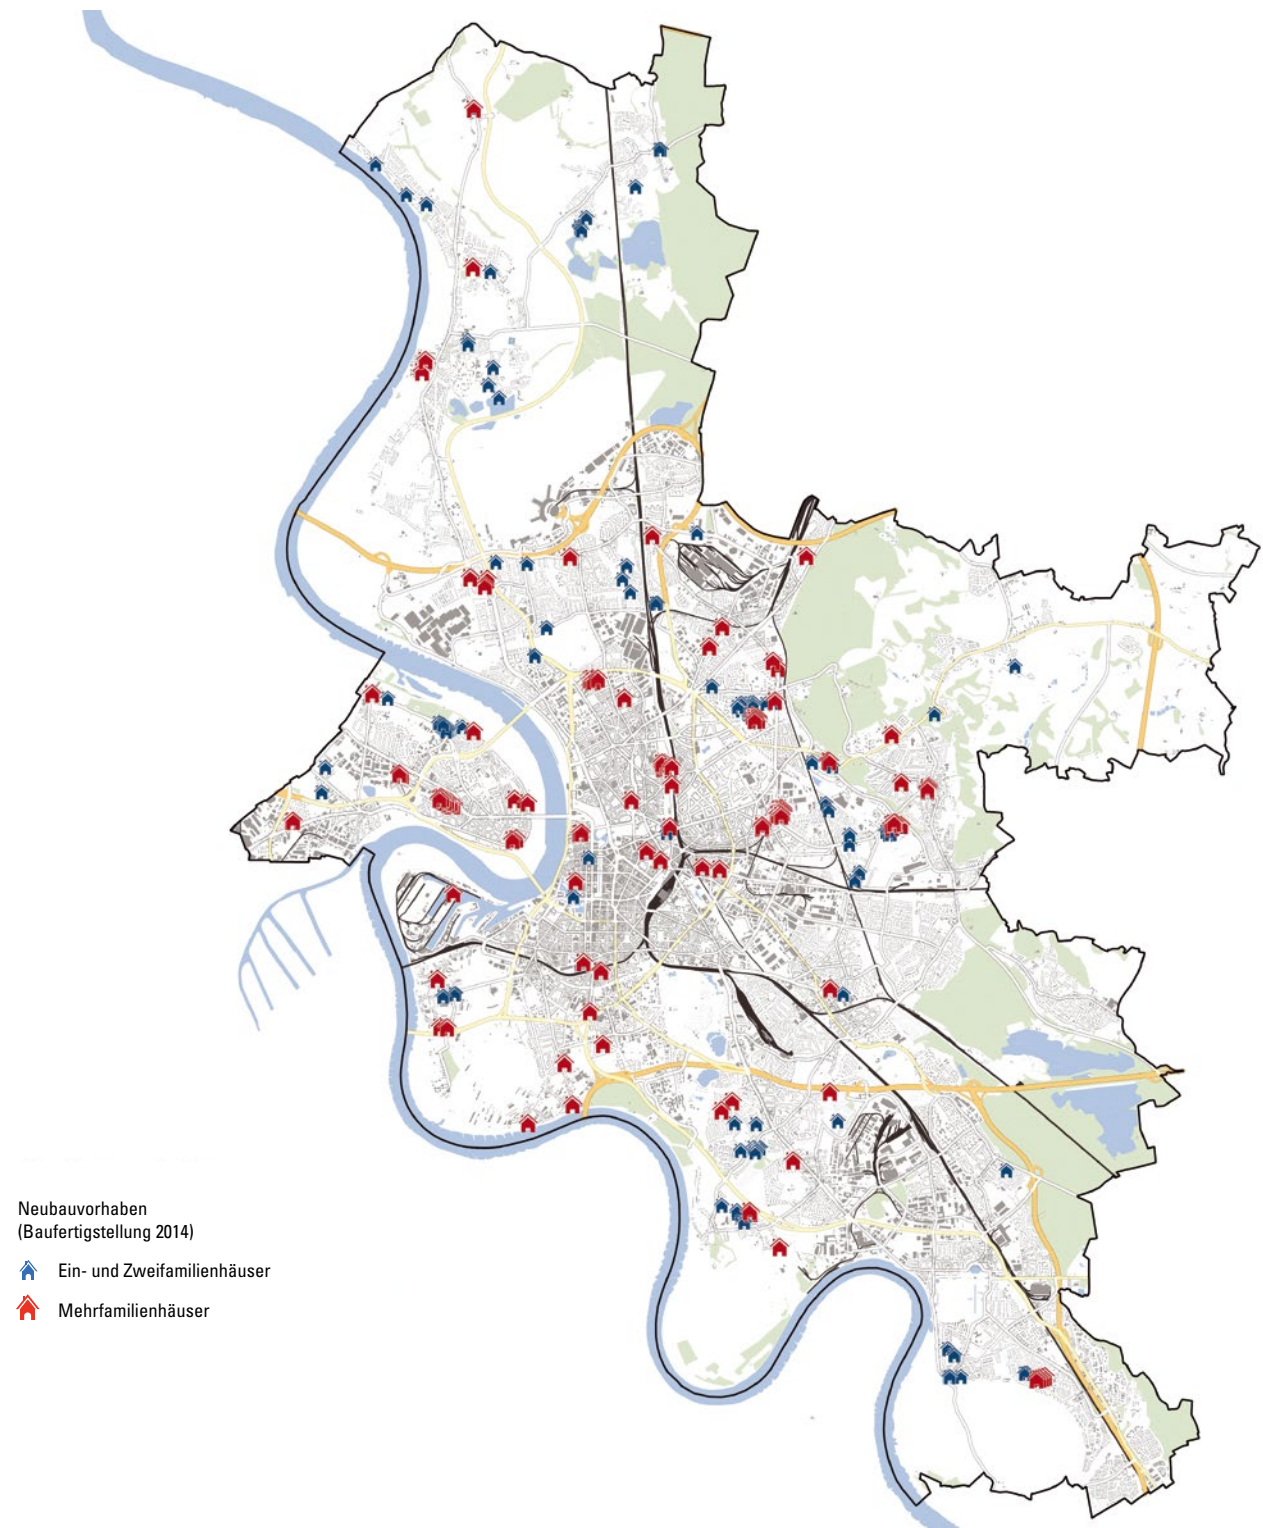 Neubauvorhaben
(Baufertigstellung 2014)
Ein- und Zweifamilienhäuser
Mehrfamilienhäuser